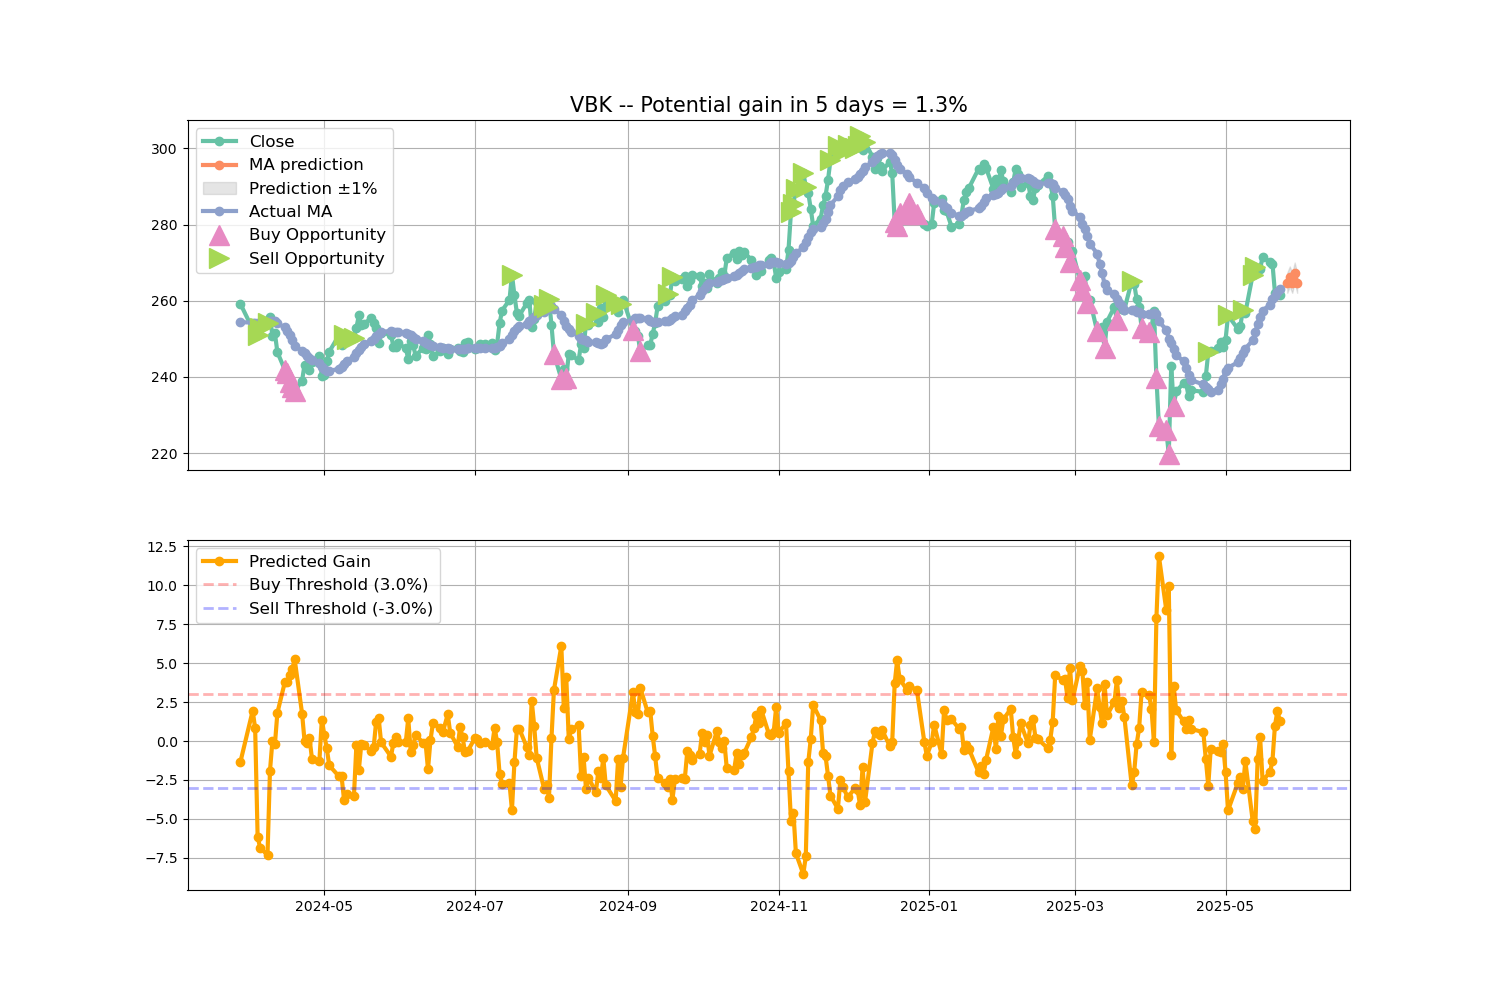 VBK -- Potential gain in 5 days = 1.3%
Close
MA prediction
Prediction ±1%
Actual MA
Buy Opportunity
Sell Opportunity
300
280
260
240
220
Predicted Gain
Buy Threshold (3.0%)
Sell Threshold (-3.0%)
12.5
10.0
7.5
5.0
2.5
0.0
−2.5
−5.0
−7.5
2024-05 2024-07 2024-09 2024-11 2025-01 2025-03 2025-05